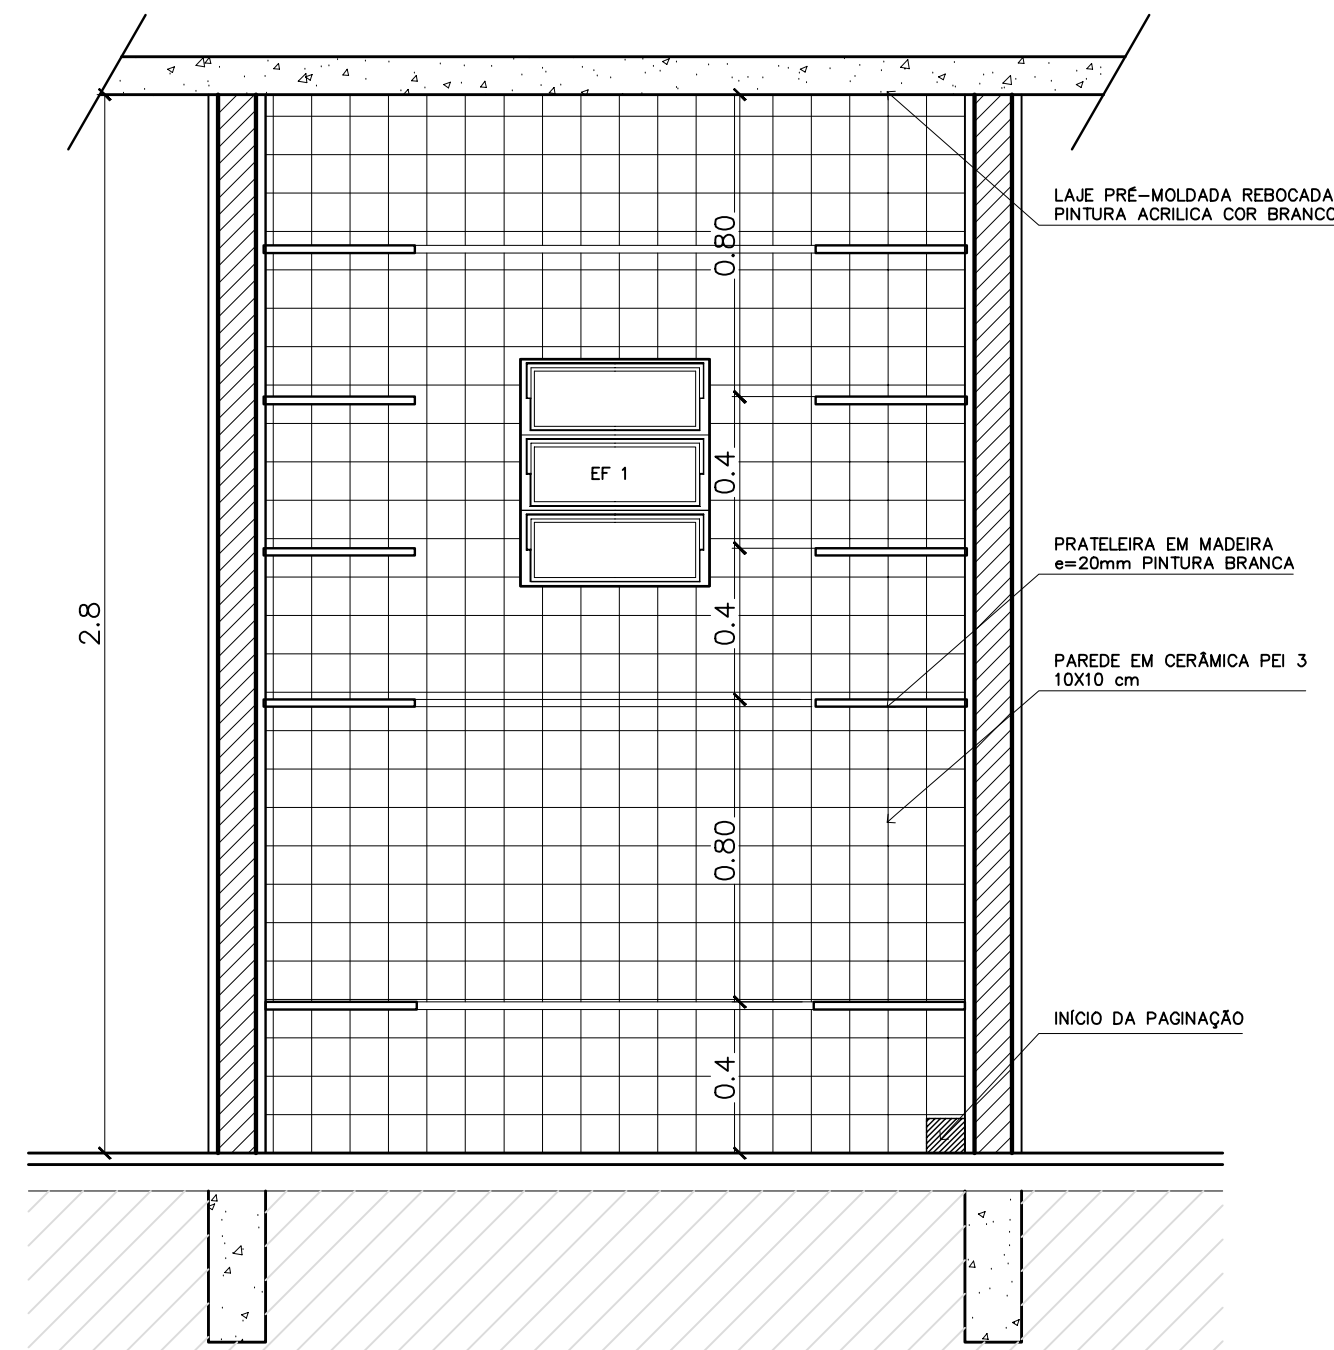 LAJE PRÉ-MOLDADA REBOCADA
PINTURA ACRILICA COR BRANCO
0.80
EF 1
0.4
PRATELEIRA EM MADEIRA
e=20mm PINTURA BRANCA
2.8
0.4
PAREDE EM CERÂMICA PEI 3
10X10 cm
0.80
INÍCIO DA PAGINAÇÃO
0.4